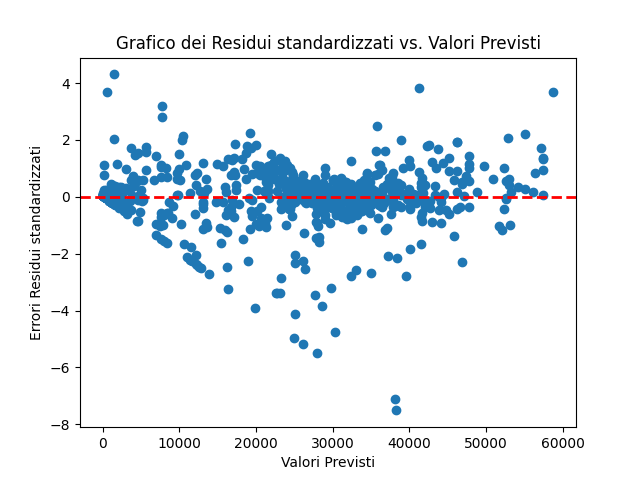 Grafico dei Residui standardizzati vs. Valori Previsti
Errori Residui standardizzati
4
2
0
−2
−4
−6
−8
0 10000 20000 30000 40000 50000 60000
Valori Previsti